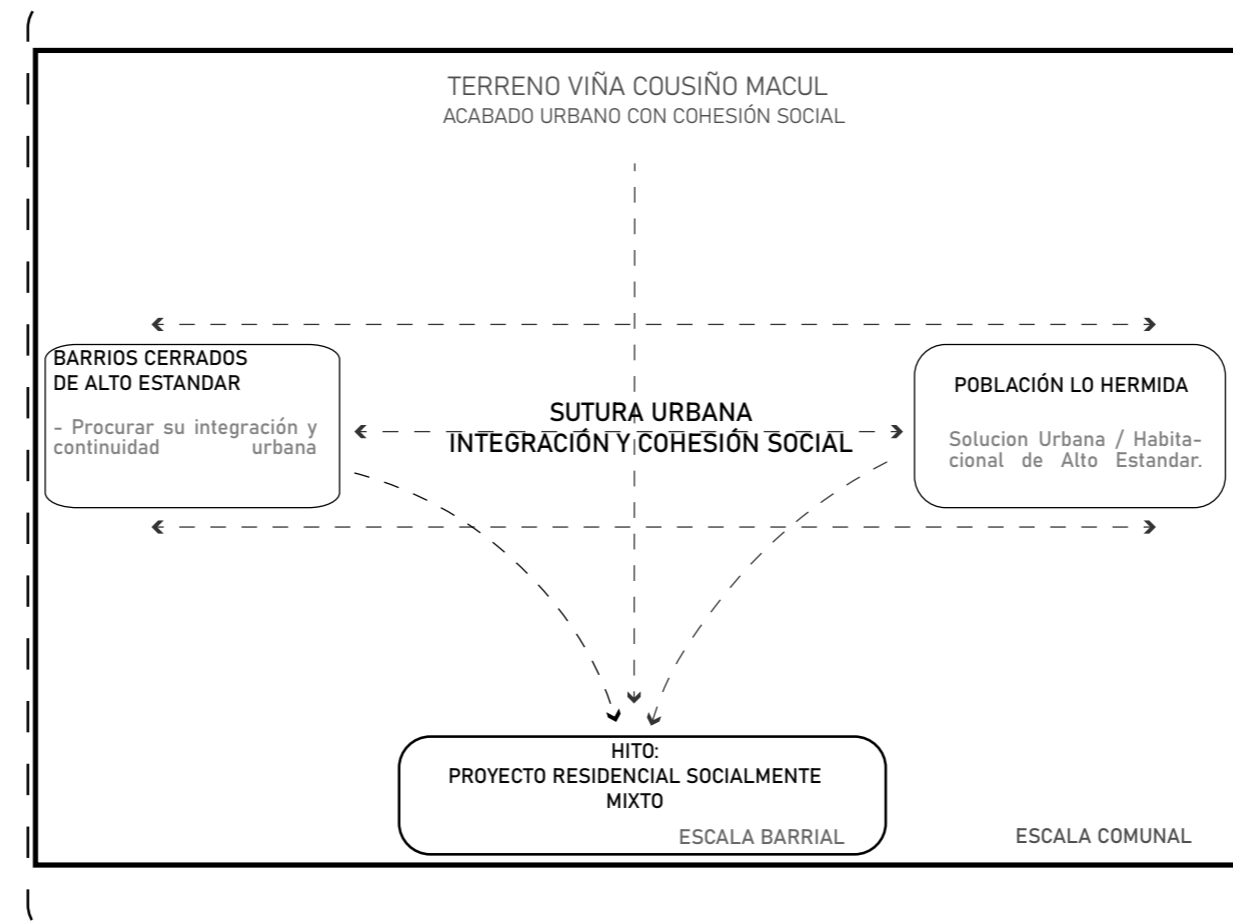 TERRENO VIÑA COUSIÑO MACUL
ACABADO URBANO CON COHESIÓN SOCIAL
BARRIOS CERRADOS
DE ALTO ESTANDAR
- Procurar su integración y
continuidad urbana
SUTURA URBANA
INTEGRACIÓN Y COHESIÓN SOCIAL
POBLACIÓN LO HERMIDA
Solucion Urbana / Habita-
cional de Alto Estandar.
HITO:
PROYECTO RESIDENCIAL SOCIALMENTE
MIXTO
ESCALA BARRIAL
ESCALA COMUNAL